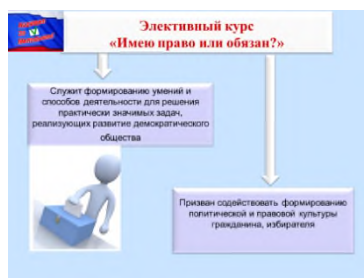 Элективный курс
«Имею право или обязан?»
Служит формированию умений и
способов деятельности для решения
практически значимых задач,
реализующих развитие демократического
общества
Призван содействовать формированию
политической и правовой культуры
гражданина, избирателя